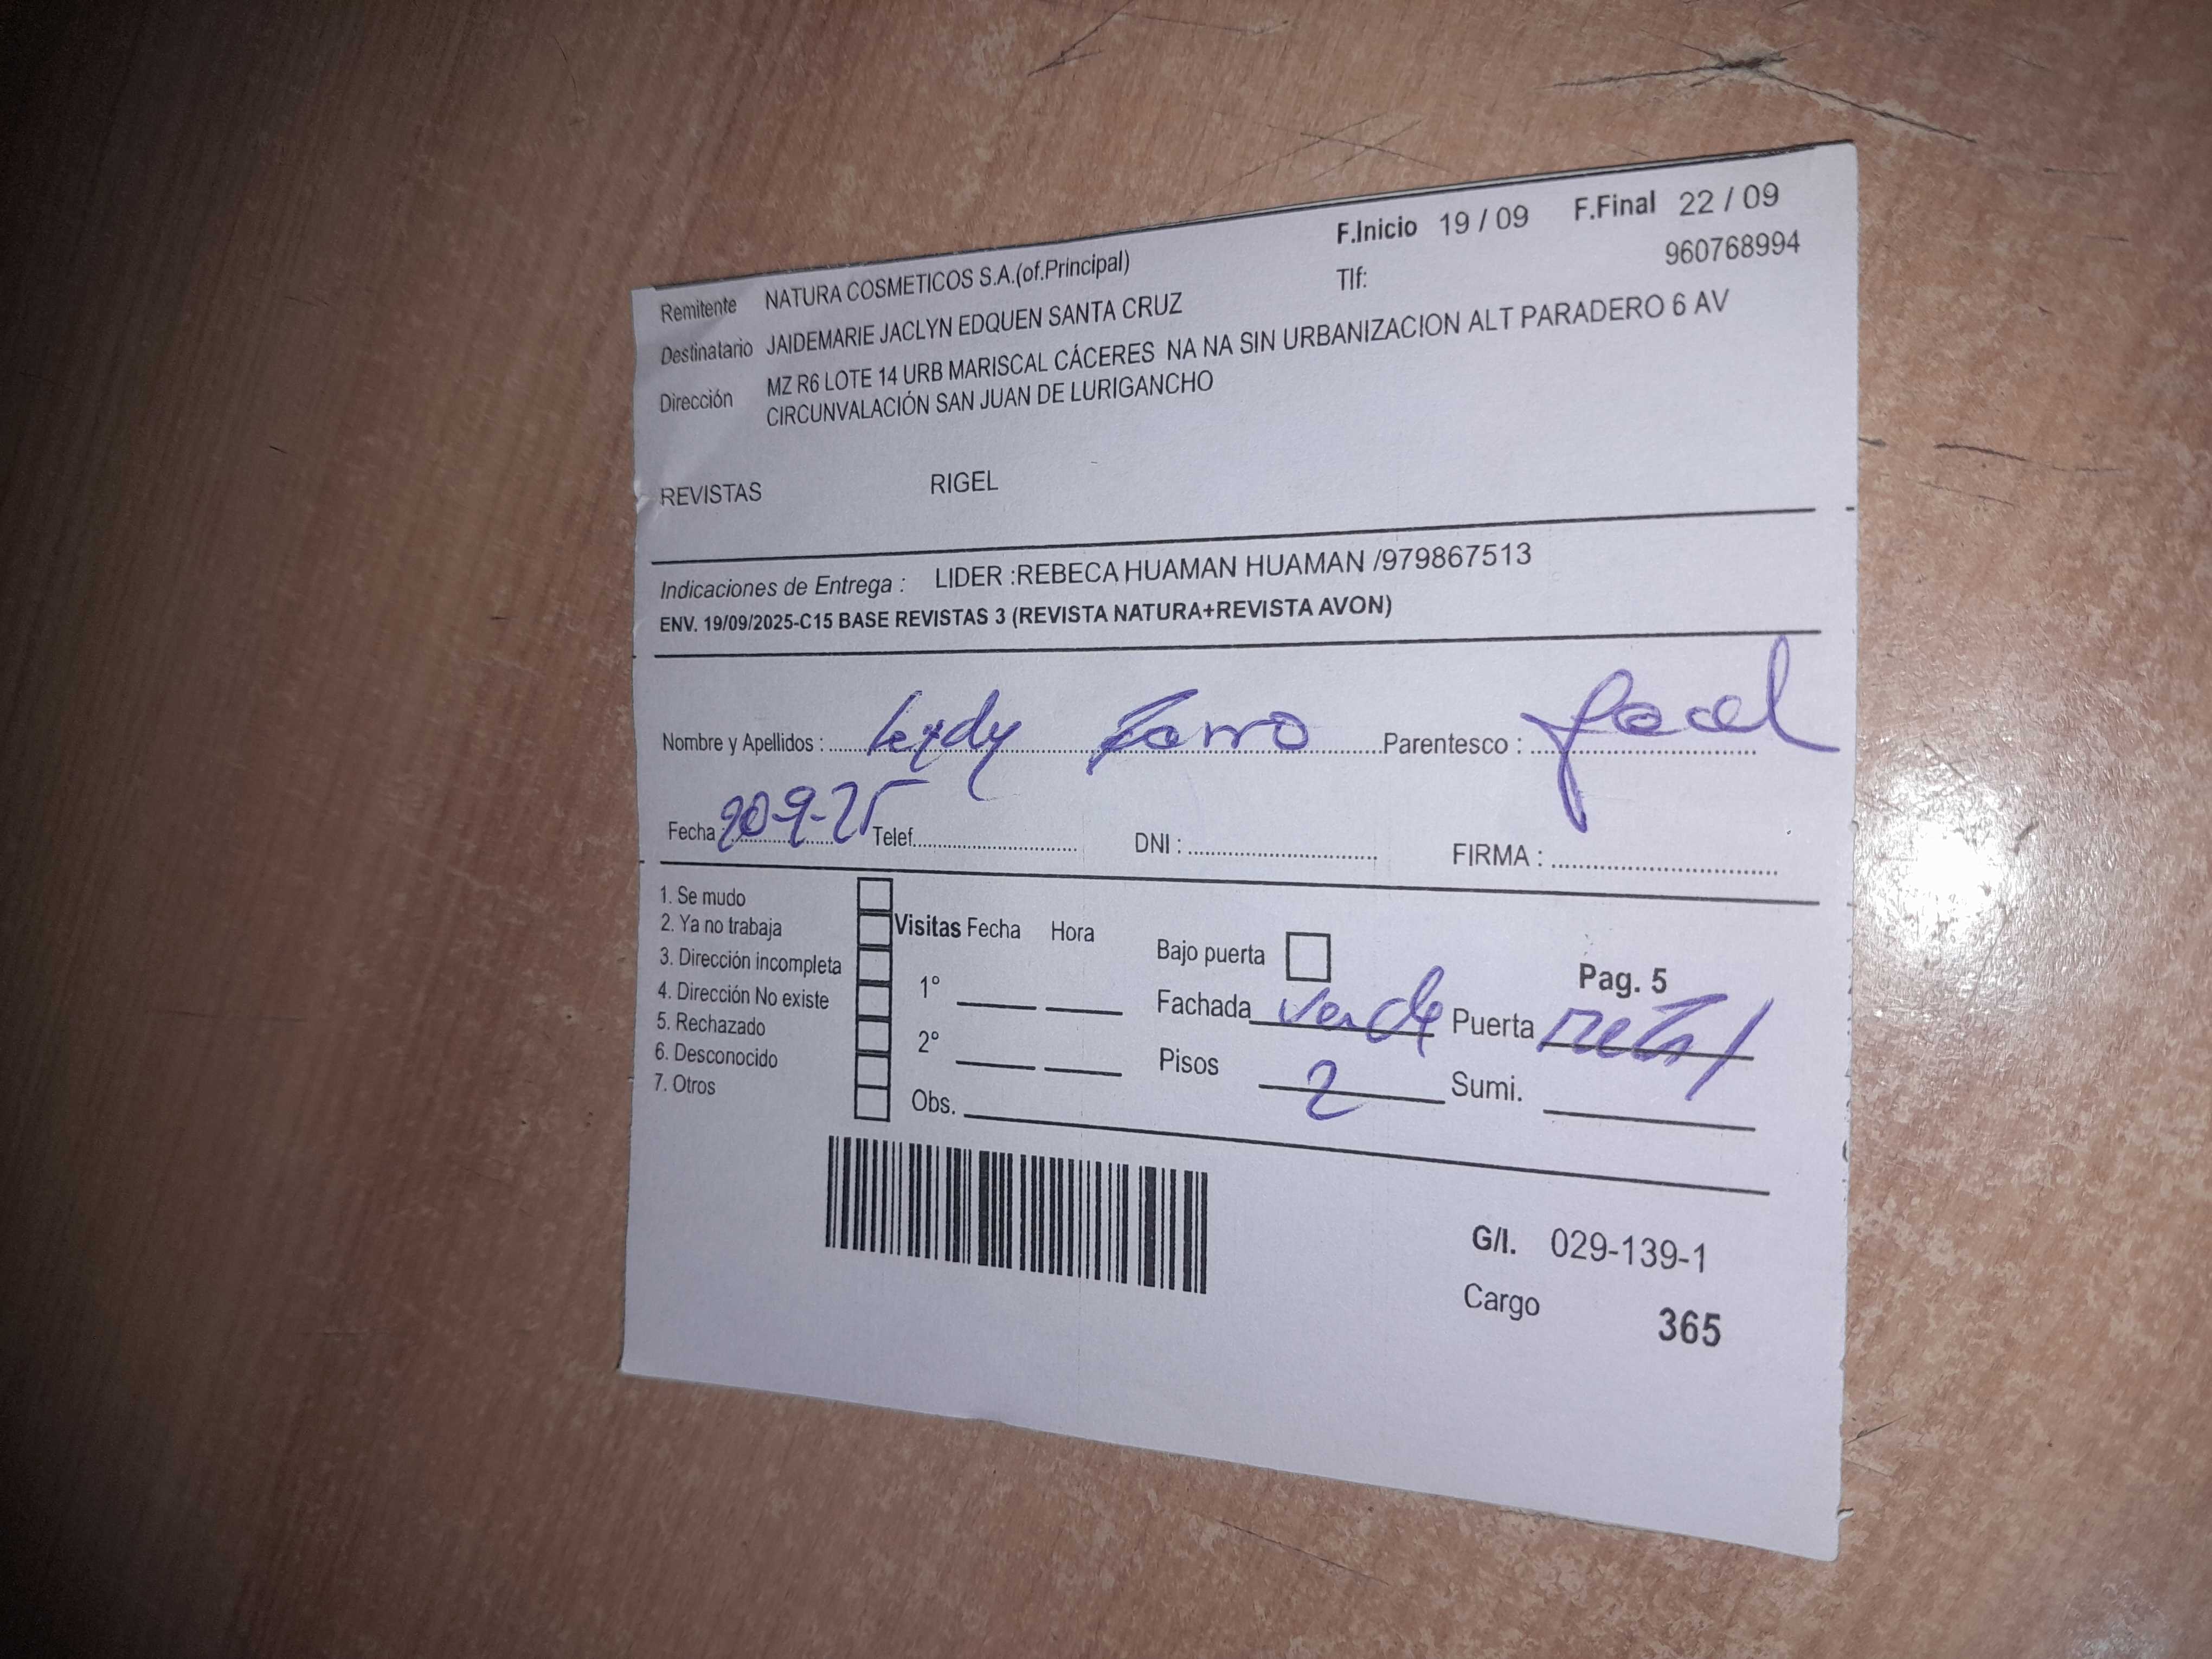 F.Inicio 19 / 09 F.Final 22 / 09
Remitente NATURA COSMETICOS S.A.(of.Principal) Tlf: 960768994
Destinatario JAIDEMARIE JACLYN EDQUEN SANTA CRUZ
Dirección MZ R6 LOTE 14 URB MARISCAL CÁCERES NA NA SIN URBANIZACION ALT PARADERO 6 AV
CIRCUNVALACIÓN SAN JUAN DE LURIGANCHO
REVISTAS RIGEL
Indicaciones de Entrega : LIDER :REBECA HUAMAN HUAMAN /979867513
ENV. 19/09/2025-C15 BASE REVISTAS 3 (REVISTA NATURA+REVISTA AVON)
Nombre y Apellidos : Parentesco :
Fecha : 20-9-25 Telef. DNI : FIRMA :
1. Se mudo
2. Ya no trabaja
3. Dirección incompleta
4. Dirección No existe
5. Rechazado
6. Desconocido
7. Otros
Visitas Fecha Hora
1°
2°
Obs.
Bajo puerta Pag. 5
Fachada verde Puerta metal
Pisos 2 Sumi.
G/I. 029-139-1
Cargo 365